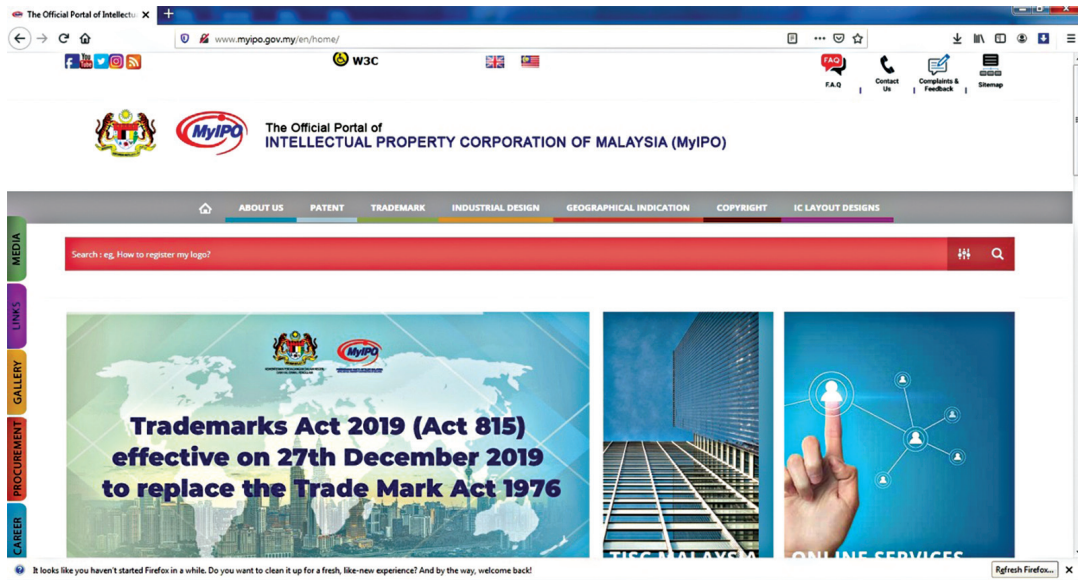 The Official Portal of Intellectu
www.myipo.gov.my/en/home/
You
Tube
W3C
FAQ
F.A.Q
Contact
Us
Complaints &
Feedback
Sitemap
MyIPO
The Official Portal of
INTELLECTUAL PROPERTY CORPORATION OF MALAYSIA (MyIPO)
ABOUT US PATENT TRADEMARK INDUSTRIAL DESIGN GEOGRAPHICAL INDICATION COPYRIGHT IC LAYOUT DESIGNS
Search : eg, How to register my logo?
MEDIA
LINKS
GALLERY
PROCUREMENT
CAREER
MyIPO
Trademarks Act 2019 (Act 815)
effective on 27th December 2019
to replace the Trade Mark Act 1976
TISC MALAYSIA
ONLINE SERVICES
It looks like you haven't started Firefox in a while. Do you want to clean it up for a fresh, like-new experience? And by the way, welcome back!
Refresh Firefox...